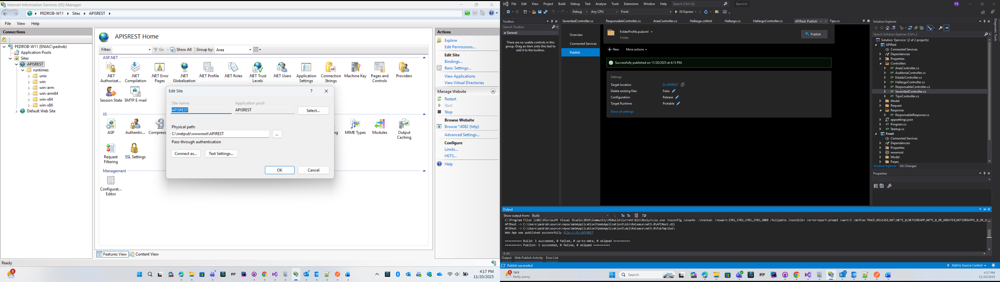 Internet Information Services (IIS) Manager
PEDROB-W11
Sites
APISREST
File
View
Help
Connections
PEDROB-W11 (ENIAC\pedrob)
Application Pools
Sites
APISREST
runtimes
unix
win
win-arm
win-arm64
win-x64
win-x86
Default Web Site
APISREST Home
Filter:
Go
Show All
Group by:
Area
ASP.NET
.NET Authorizat...
.NET Compilation
.NET Error Pages
.NET Globalization
.NET Profile
.NET Roles
.NET Trust Levels
.NET Users
Application Settings
Connection Strings
Machine Key
Pages and Controls
Providers
Session State
SMTP E-mail
IIS
ASP
Authentic...
Compress
MIME Types
Modules
Output Caching
Request Filtering
SSL Settings
Management
Configurat... Editor
Edit Site
?
Site name:
Application pool:
APISREST
APISREST
Select...
Physical path:
C:\inetpub\wwwroot\APIREST
...
Pass-through authentication
Connect as...
Test Settings...
OK
Cancel
Features View
Content View
Ready
Actions
Explore
Edit Permissions...
Edit Site
Bindings...
Basic Settings...
View Applications
View Virtual Directories
Manage Website
Restart
Start
Stop
Browse Website
Browse *:8082 (http)
Advanced Settings...
Configure
Limits...
HSTS...
Help
8
4:17 PM
11/20/2025
File
Edit
View
Project
Build
Debug
Test
Analyze
Tools
Extensions
Window
Help
Search (Ctrl+Q)
Ejercicio
PB
Debug
Any CPU
Front
IIS Express
Toolbox
Search Toolbox
General
There are no usable controls in this
group. Drag an item onto this text to
add it to the toolbox.
SeveridadController.cs
ResponsableController.cs
AreaController.cs
Hallazgo.cshtml
Hallazgo.cs
HallazgoController.cs
APIRest: Publish
Tipo.cs
Overview
Connected Services
Publish
FolderProfile.pubxml
Folder
Publish
New
More actions
Successfully published on 11/20/2025 at 4:15 PM.
Settings
Target location
D:\APIREST
Delete existing files
False
Configuration
Release
Target Runtime
Portable
Show all settings
Solution Explorer
Search Solution Explorer (Ctrl+;)
Solution 'Ejercicio' (2 of 2 projects)
APIRest
Connected Services
Dependencies
Properties
Controllers
AreaController.cs
AuditoriaController.cs
EstadoController.cs
HallazgoController.cs
ResponsableController.cs
SeveridadController.cs
TipoController.cs
Model
Request
Response
ResponsableResponse.cs
appsettings.json
Program.cs
Startup.cs
Front
Connected Services
Dependencies
Properties
wwwroot
Model
Pages
Solution Explorer
Git Changes
Properties
Diagnostic Tools
Output
Show output from:
Build
C:\Program Files (x86)\Microsoft Visual Studio\2019\Community\MSBuild\Current\Bin\Roslyn\csc.exe /noconfig /unsafe- /checked- /nowarn:1701,1702,1701,1702,2008 /fullpaths /nostdlib+ /errorreport:prompt /warn:5 /define:TRACE;RELEASE;NET;NET5_0;NETCOREAPP;NET5_0_OR_GREATER;NETCOREAPP1_0_OR_G
APIRest -> C:\Users\pedrob\source\repos\WebApplication3\WebApplication3\bin\Release\net5.0\APIRest.dll
APIRest -> C:\Users\pedrob\source\repos\WebApplication3\WebApplication3\obj\Release\net5.0\PubTmp\Out\
Web App was published successfully file:///D:/APIREST
========== Build: 1 succeeded, 0 failed, 0 up-to-date, 0 skipped ==========
========== Publish: 1 succeeded, 0 failed, 0 skipped ==========
Output
Web Publish Activity
Error List
Publish succeeded
Add to Source Control
8
79°F
Partly sunny
Search
4:17 PM
11/20/2025